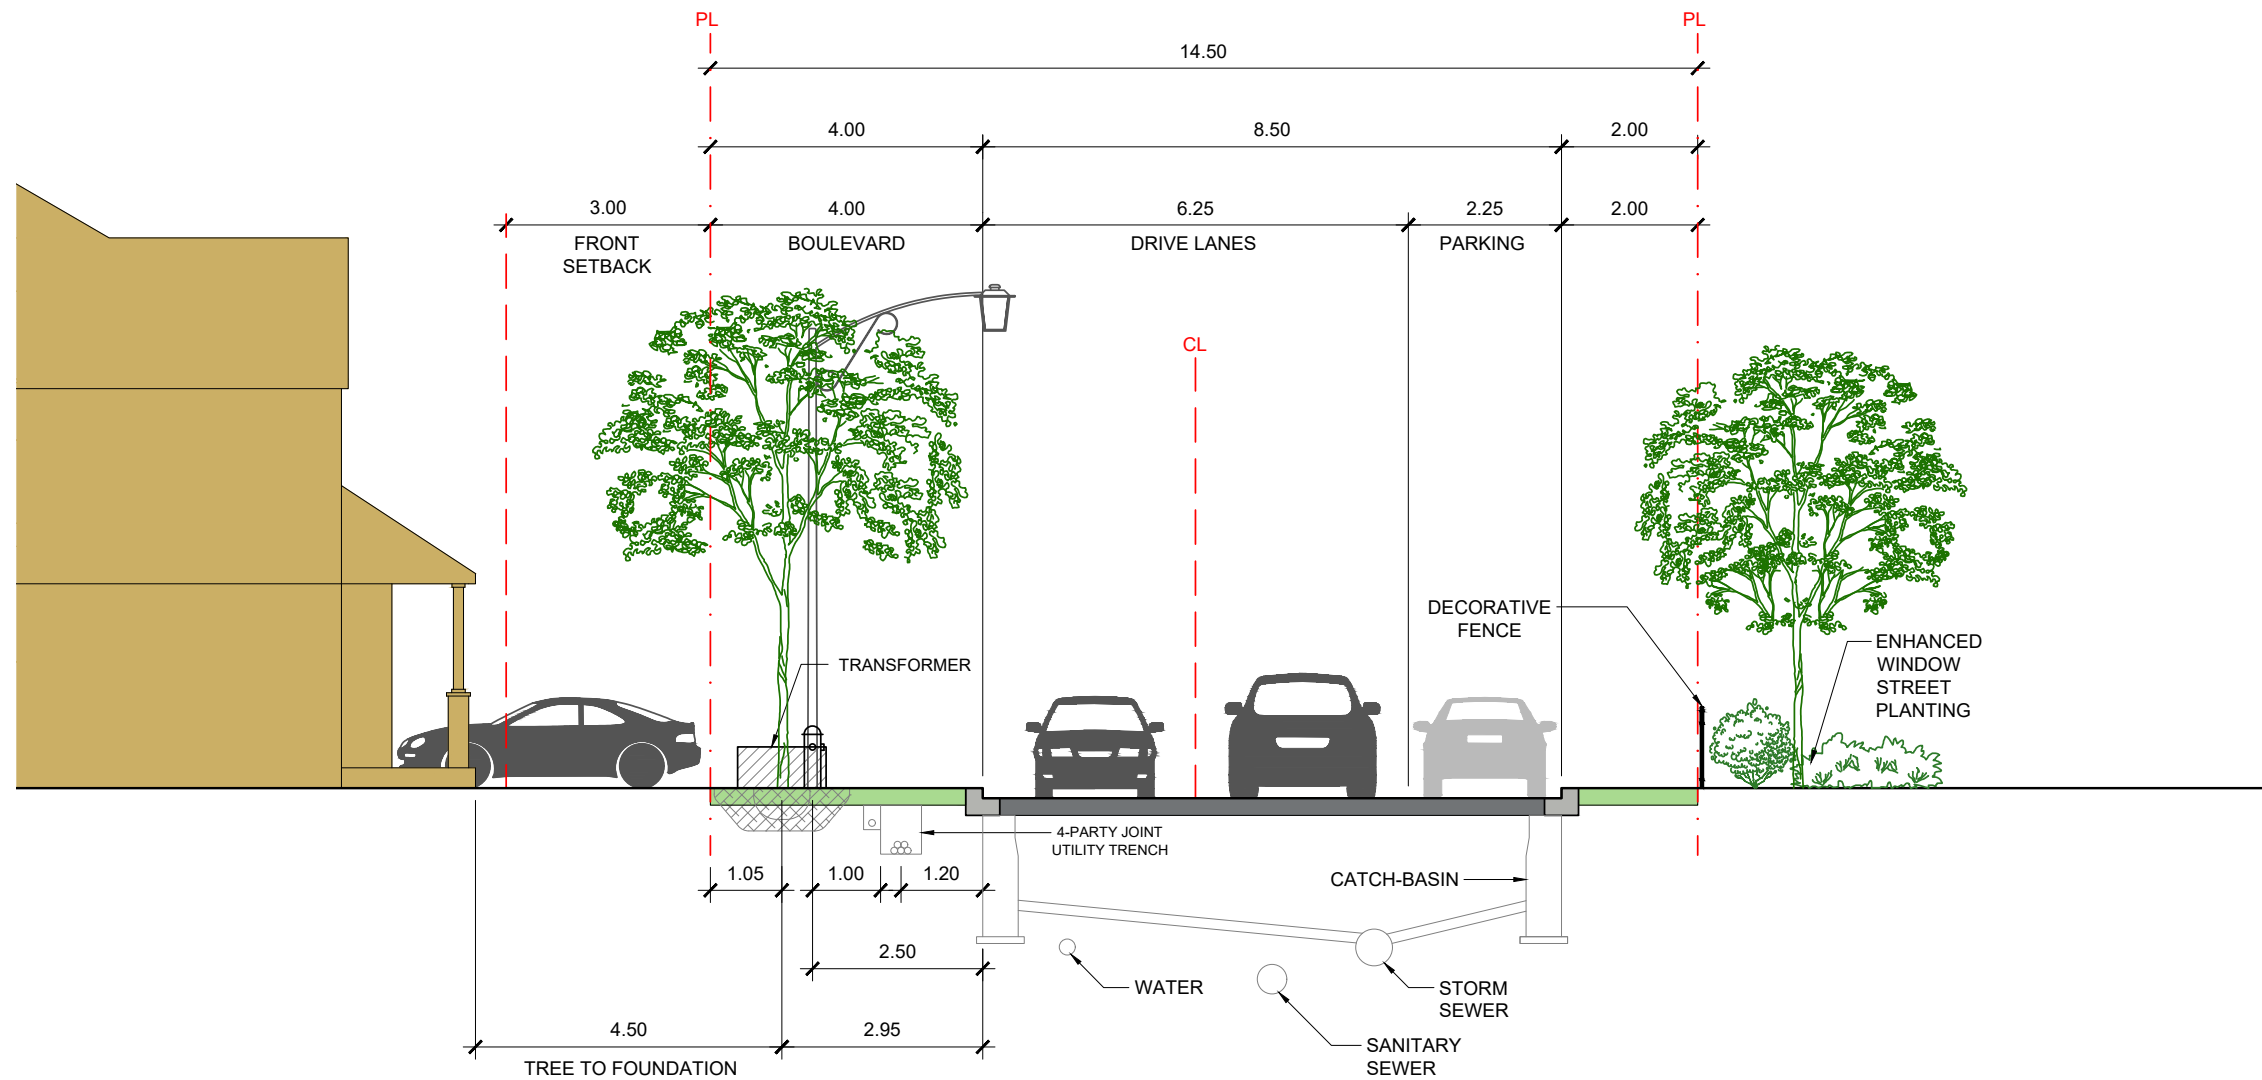 PL
PL
14.50
4.00
8.50
2.00
3.00
4.00
6.25
2.25
2.00
FRONT
SETBACK
BOULEVARD
DRIVE LANES
PARKING
CL
DECORATIVE
FENCE
ENHANCED
WINDOW
STREET
PLANTING
TRANSFORMER
4-PARTY JOINT
UTILITY TRENCH
1.05
1.00
1.20
CATCH-BASIN
2.50
WATER
STORM
SEWER
4.50
2.95
SANITARY
SEWER
TREE TO FOUNDATION